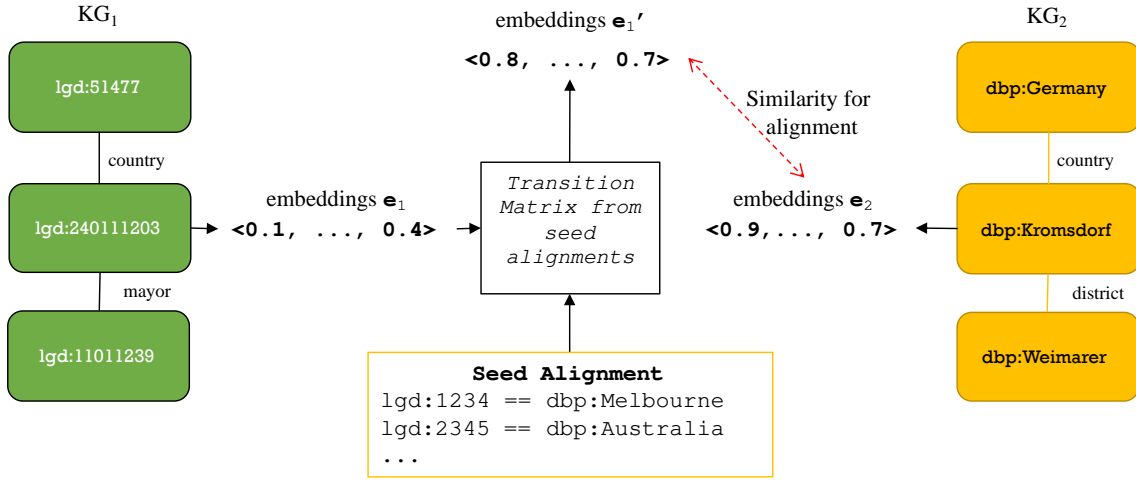 KG₁
lgd:51477
country
lgd:240111203
mayor
lgd:11011239
embeddings e₁
<0.1, ..., 0.4>
embeddings e₁’
<0.8, ..., 0.7>
Transition
Matrix from
seed
alignments
Seed Alignment
lgd:1234 == dbp:Melbourne
lgd:2345 == dbp:Australia
...
Similarity for
alignment
embeddings e₂
<0.9,..., 0.7>
KG₂
dbp:Germany
country
dbp:Kromsdorf
district
dbp:Weimarer